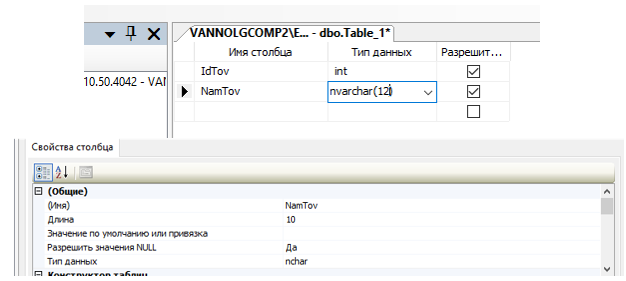 VANNOLGCOMP2\E... - dbo.Table_1*
Имя столбца Тип данных Разрешит...
IdTov int
10.50.4042 - VAN
NamTov nvarchar(12)
Свойства столбца
(Общие)
(Имя) NamTov
Длина 10
Значение по умолчанию или привязка
Разрешить значения NULL Да
Тип данных nchar
Конструктор таблиц